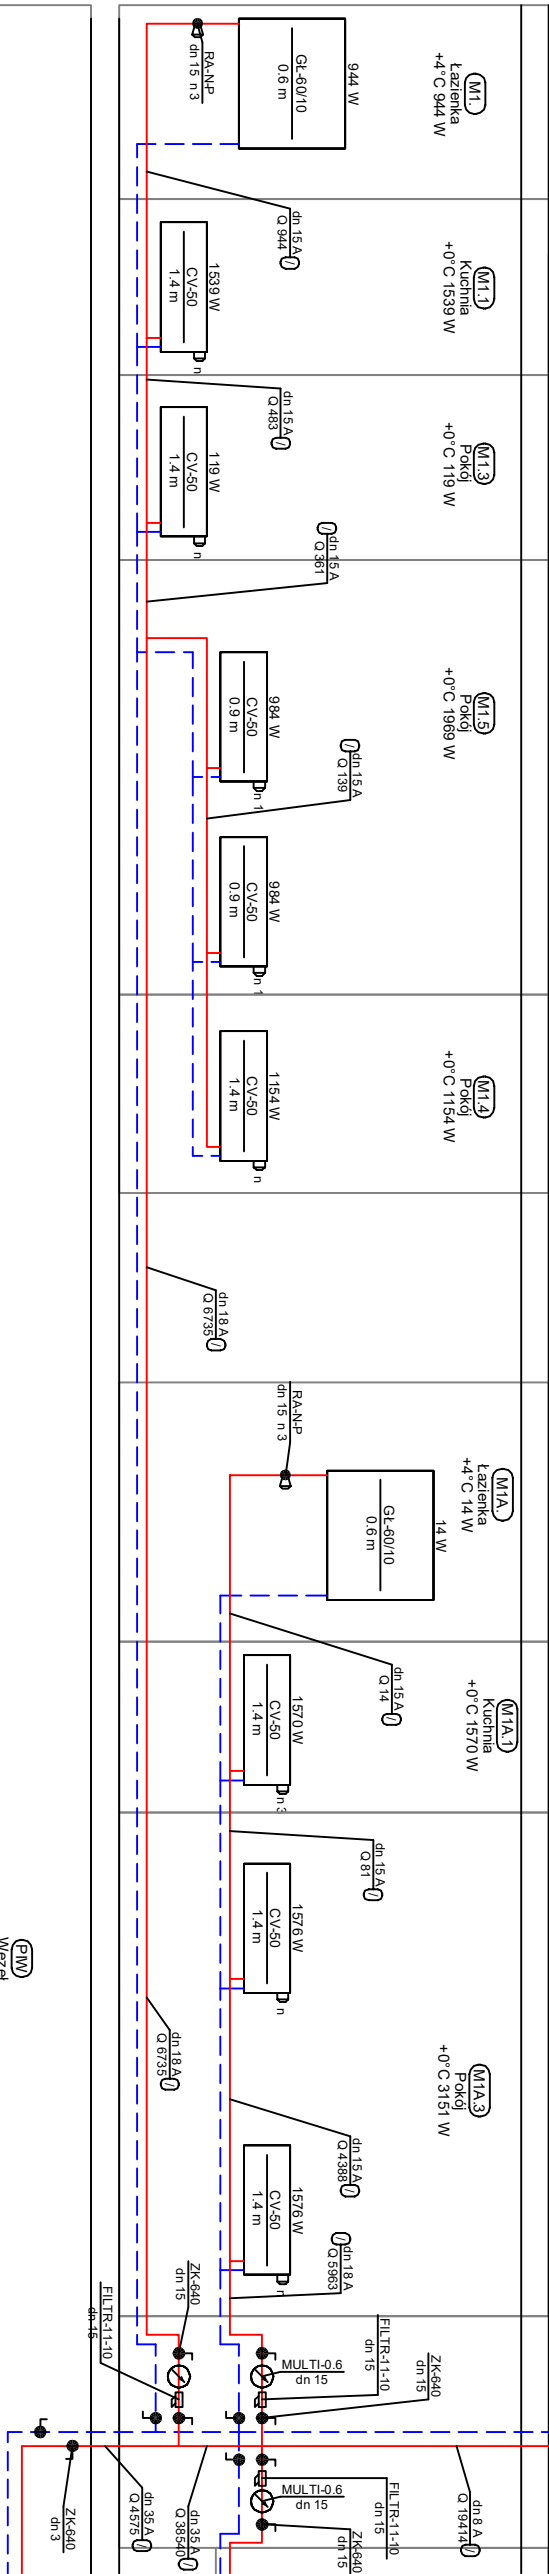 M1.
Łazienka
+4°C 944 W
944 W
GŁ-60/10
0.6 m
RA-N-P
dn 15 n 3
dn 15 A
Q 944
M1.1
Kuchnia
+0°C 1539 W
1539 W
CV-50
1.4 m
n
dn 15 A
Q 483
M1.3
Pokój
+0°C 119 W
119 W
CV-50
1.4 m
n
dn 15 A
Q 361
M1.5
Pokój
+0°C 1969 W
984 W
CV-50
0.9 m
n 1
dn 15 A
Q 139
984 W
CV-50
0.9 m
n 1
M1.4
Pokój
+0°C 1154 W
1154 W
CV-50
1.4 m
n
dn 18 A
Q 6735
M1A.
Łazienka
+4°C 14 W
14 W
GŁ-60/10
0.6 m
RA-N-P
dn 15 n 3
dn 15 A
Q 14
M1A.1
Kuchnia
+0°C 1570 W
1570 W
CV-50
1.4 m
n 3
dn 15 A
Q 81
M1A.3
Pokój
+0°C 3151 W
1576 W
CV-50
1.4 m
n
dn 15 A
Q 4388
1576 W
CV-50
1.4 m
n
dn 18 A
Q 5963
dn 18 A
Q 6735
PIW
Węzeł
ZK-640
dn 15
FILTR-11-10
dn 15
MULTI-0.6
dn 15
FILTR-11-10
dn 15
ZK-640
dn 15
MULTI-0.6
dn 15
FILTR-11-10
dn 15
ZK-640
dn 15
dn 8 A
Q 19414
dn 35 A
Q 38540
dn 35 A
Q 4575
ZK-640
dn 3